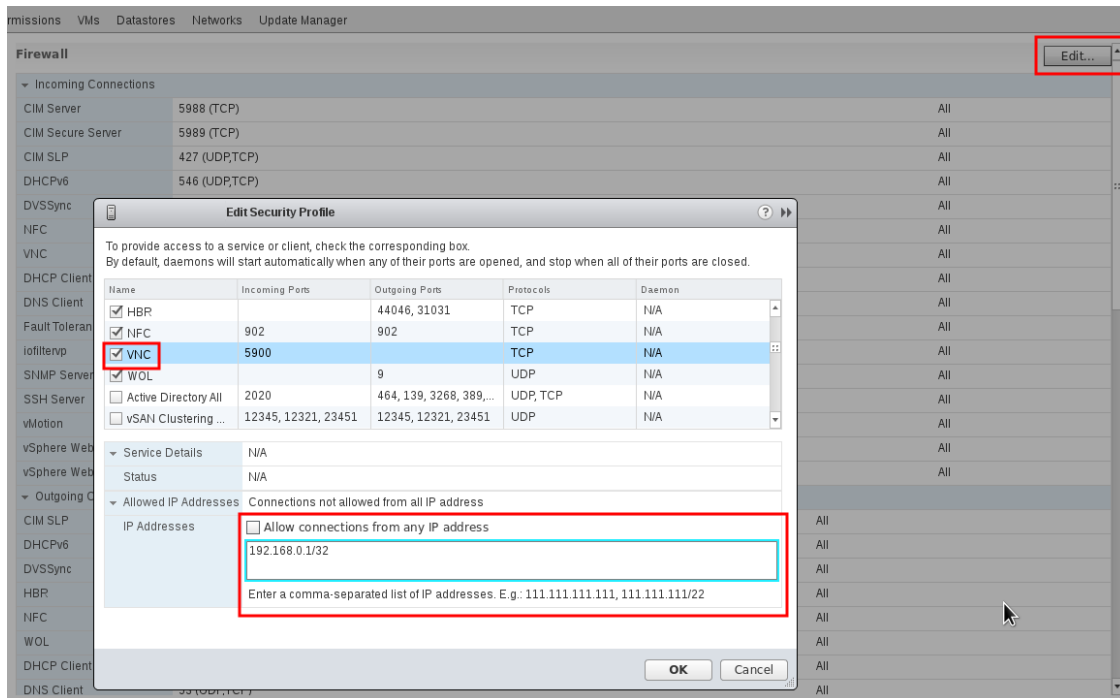 rmissions VMs Datastores Networks Update Manager
Firewall
Edit...
Incoming Connections
CIM Server 5988 (TCP) All
CIM Secure Server 5989 (TCP) All
CIM SLP 427 (UDP,TCP) All
DHCPv6 546 (UDP,TCP) All
DVSSync All
NFC All
VNC All
DHCP Client All
DNS Client All
Fault Toleran All
iofiltervp All
SNMP Server All
SSH Server All
vMotion All
vSphere Web All
vSphere Web All
Outgoing C
CIM SLP All
DHCPv6 All
DVSSync All
HBR All
NFC All
WOL All
DHCP Client All
DNS Client 53 (UDP,TCP) All
Edit Security Profile
To provide access to a service or client, check the corresponding box.
By default, daemons will start automatically when any of their ports are opened, and stop when all of their ports are closed.
Name Incoming Ports Outgoing Ports Protocols Daemon
HBR 44046, 31031 TCP N/A
NFC 902 902 TCP N/A
VNC 5900 TCP N/A
WOL 9 UDP N/A
Active Directory All 2020 464, 139, 3268, 389,... UDP, TCP N/A
vSAN Clustering ... 12345, 12321, 23451 12345, 12321, 23451 UDP N/A
Service Details N/A
Status N/A
Allowed IP Addresses Connections not allowed from all IP address
IP Addresses Allow connections from any IP address
192.168.0.1/32
Enter a comma-separated list of IP addresses. E.g.: 111.111.111.111, 111.111.111/22
OK Cancel